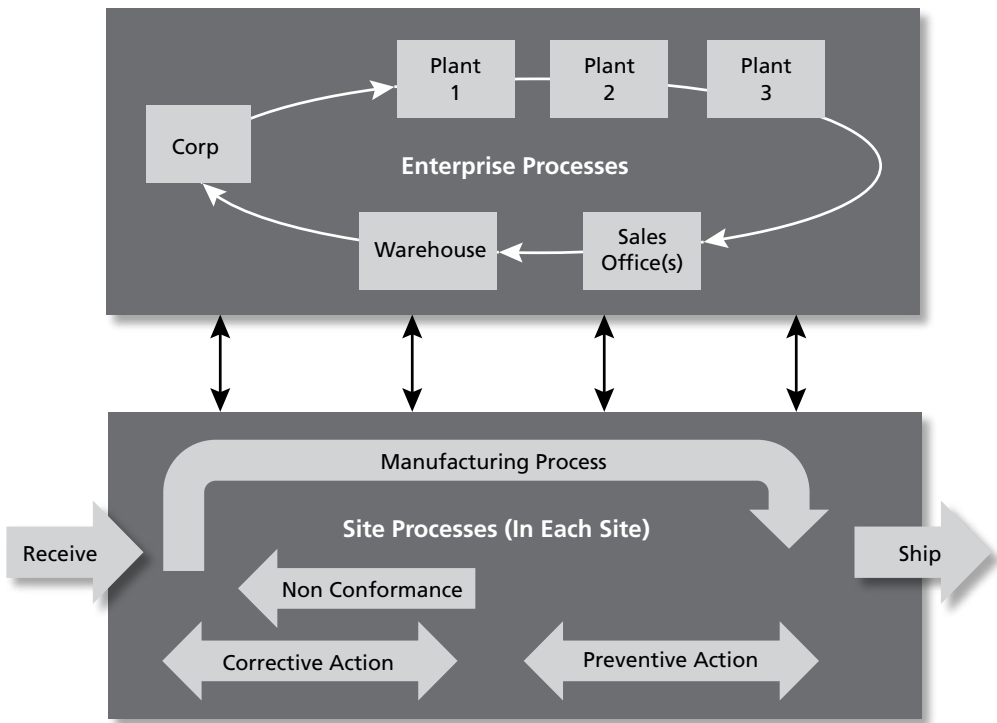 Plant
1
Plant
2
Plant
3
Corp
Enterprise Processes
Warehouse
Sales
Office(s)
Manufacturing Process
Site Processes (In Each Site)
Receive
Ship
Non Conformance
Corrective Action
Preventive Action